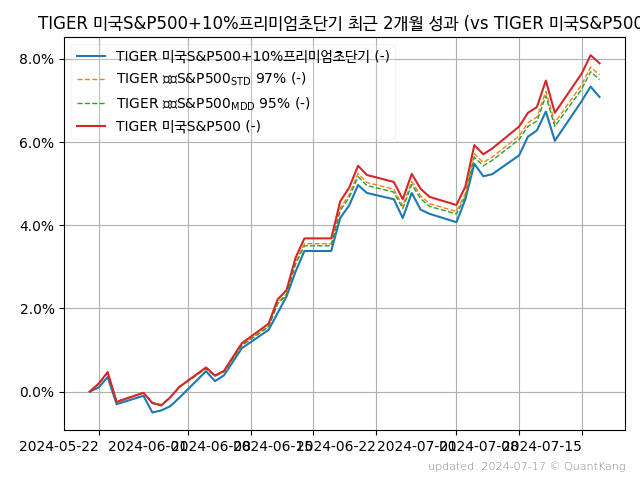 TIGER 미국S&P500+10%프리미엄초단기 최근 2개월 성과 (vs TIGER 미국S&P500
TIGER 미국S&P500+10%프리미엄초단기 (-)
TIGER S&P500STD 97% (-)
TIGER S&P500MDD 95% (-)
TIGER 미국S&P500 (-)
8.0%
6.0%
4.0%
2.0%
0.0%
2024-05-22 2024-06-01 2024-06-08 2024-06-15 2024-06-22 2024-07-01 2024-07-08 2024-07-15
updated: 2024-07-17 © QuantKang